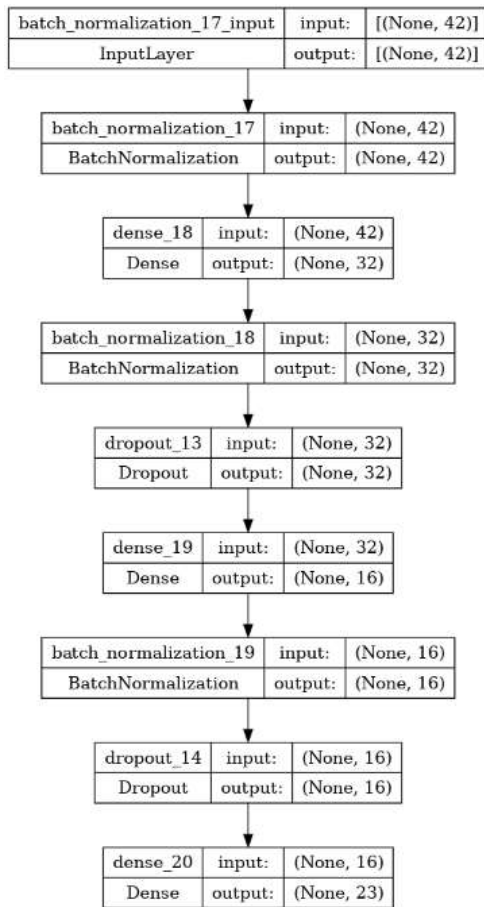 batch_normalization_17_input input: [(None, 42)]
InputLayer output: [(None, 42)]
batch_normalization_17 input: (None, 42)
BatchNormalization output: (None, 42)
dense_18 input: (None, 42)
Dense output: (None, 32)
batch_normalization_18 input: (None, 32)
BatchNormalization output: (None, 32)
dropout_13 input: (None, 32)
Dropout output: (None, 32)
dense_19 input: (None, 32)
Dense output: (None, 16)
batch_normalization_19 input: (None, 16)
BatchNormalization output: (None, 16)
dropout_14 input: (None, 16)
Dropout output: (None, 16)
dense_20 input: (None, 16)
Dense output: (None, 23)